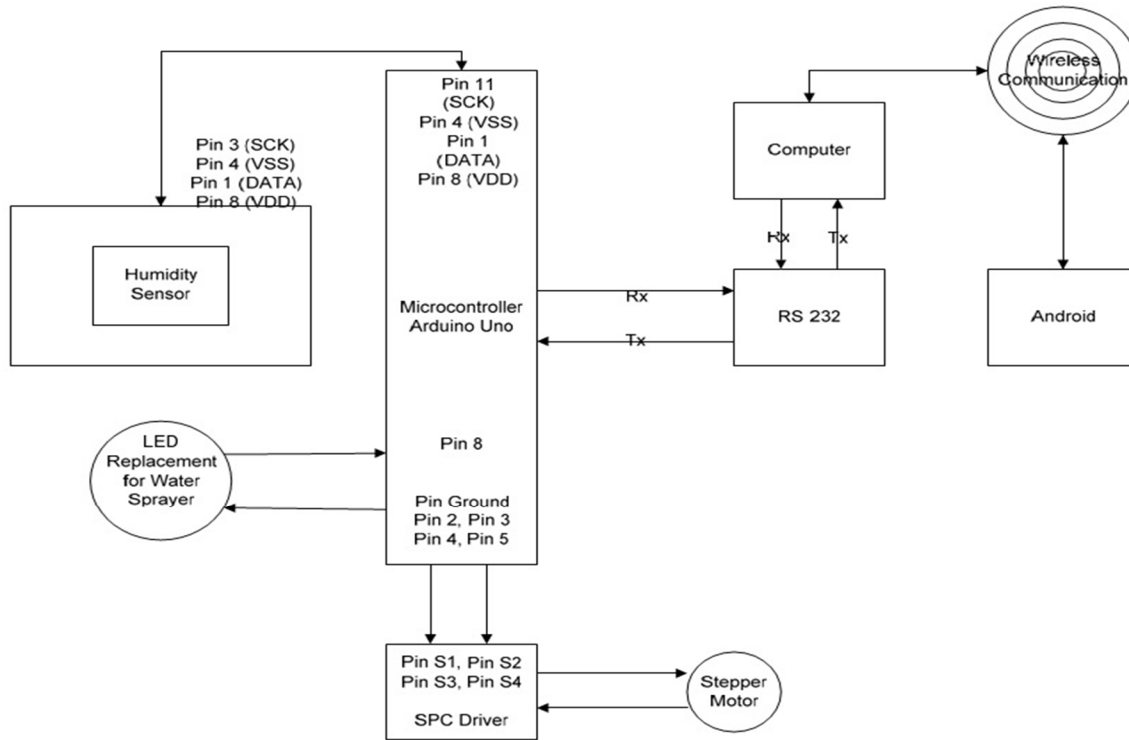 Pin 11
(SCK)
Pin 4 (VSS)
Pin 1
(DATA)
Pin 8 (VDD)
Pin 3 (SCK)
Pin 4 (VSS)
Pin 1 (DATA)
Pin 8 (VDD)
Humidity
Sensor
Microcontroller
Arduino Uno
Wireless
Communication
Computer
Rx
Tx
Rx
Tx
RS 232
Android
LED
Replacement
for Water
Sprayer
Pin 8
Pin Ground
Pin 2, Pin 3
Pin 4, Pin 5
Pin S1, Pin S2
Pin S3, Pin S4
SPC Driver
Stepper
Motor